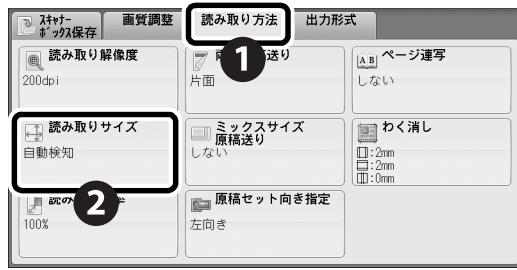 スキャナー
ボックス保存
画質調整
読み取り方法
出力形式
1
読み取り解像度
200dpi
送り
片面
ページ連写
しない
読み取りサイズ
自動検知
ミックスサイズ
原稿送り
しない
わく消し
:2mm
:2mm
:0mm
2
読み
100%
原稿セット向き指定
左向き